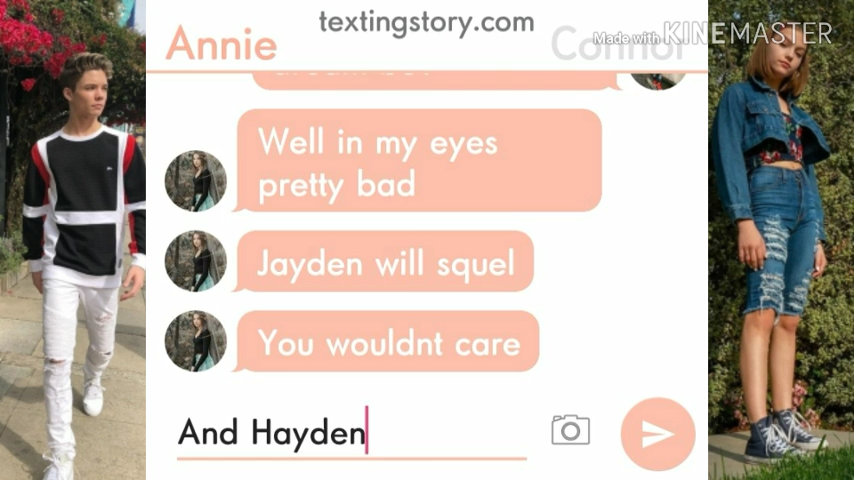 textingstory.com
Annie
Connor
Made with KINEMASTER
Well in my eyes
pretty bad
Jayden will squel
You wouldnt care
And Hayden